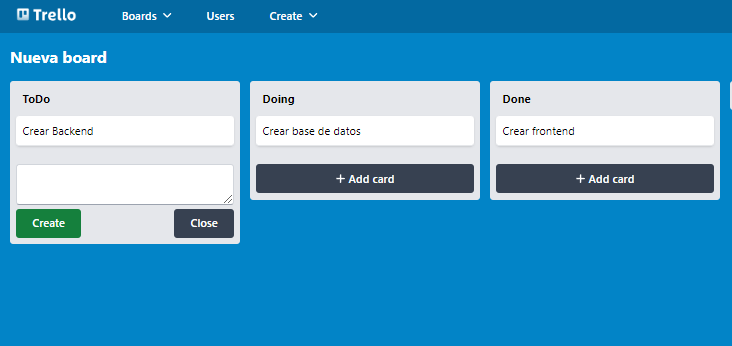 Trello
Boards
Users
Create
Nueva board
ToDo
Crear Backend
Create
Close
Doing
Crear base de datos
+ Add card
Done
Crear frontend
+ Add card